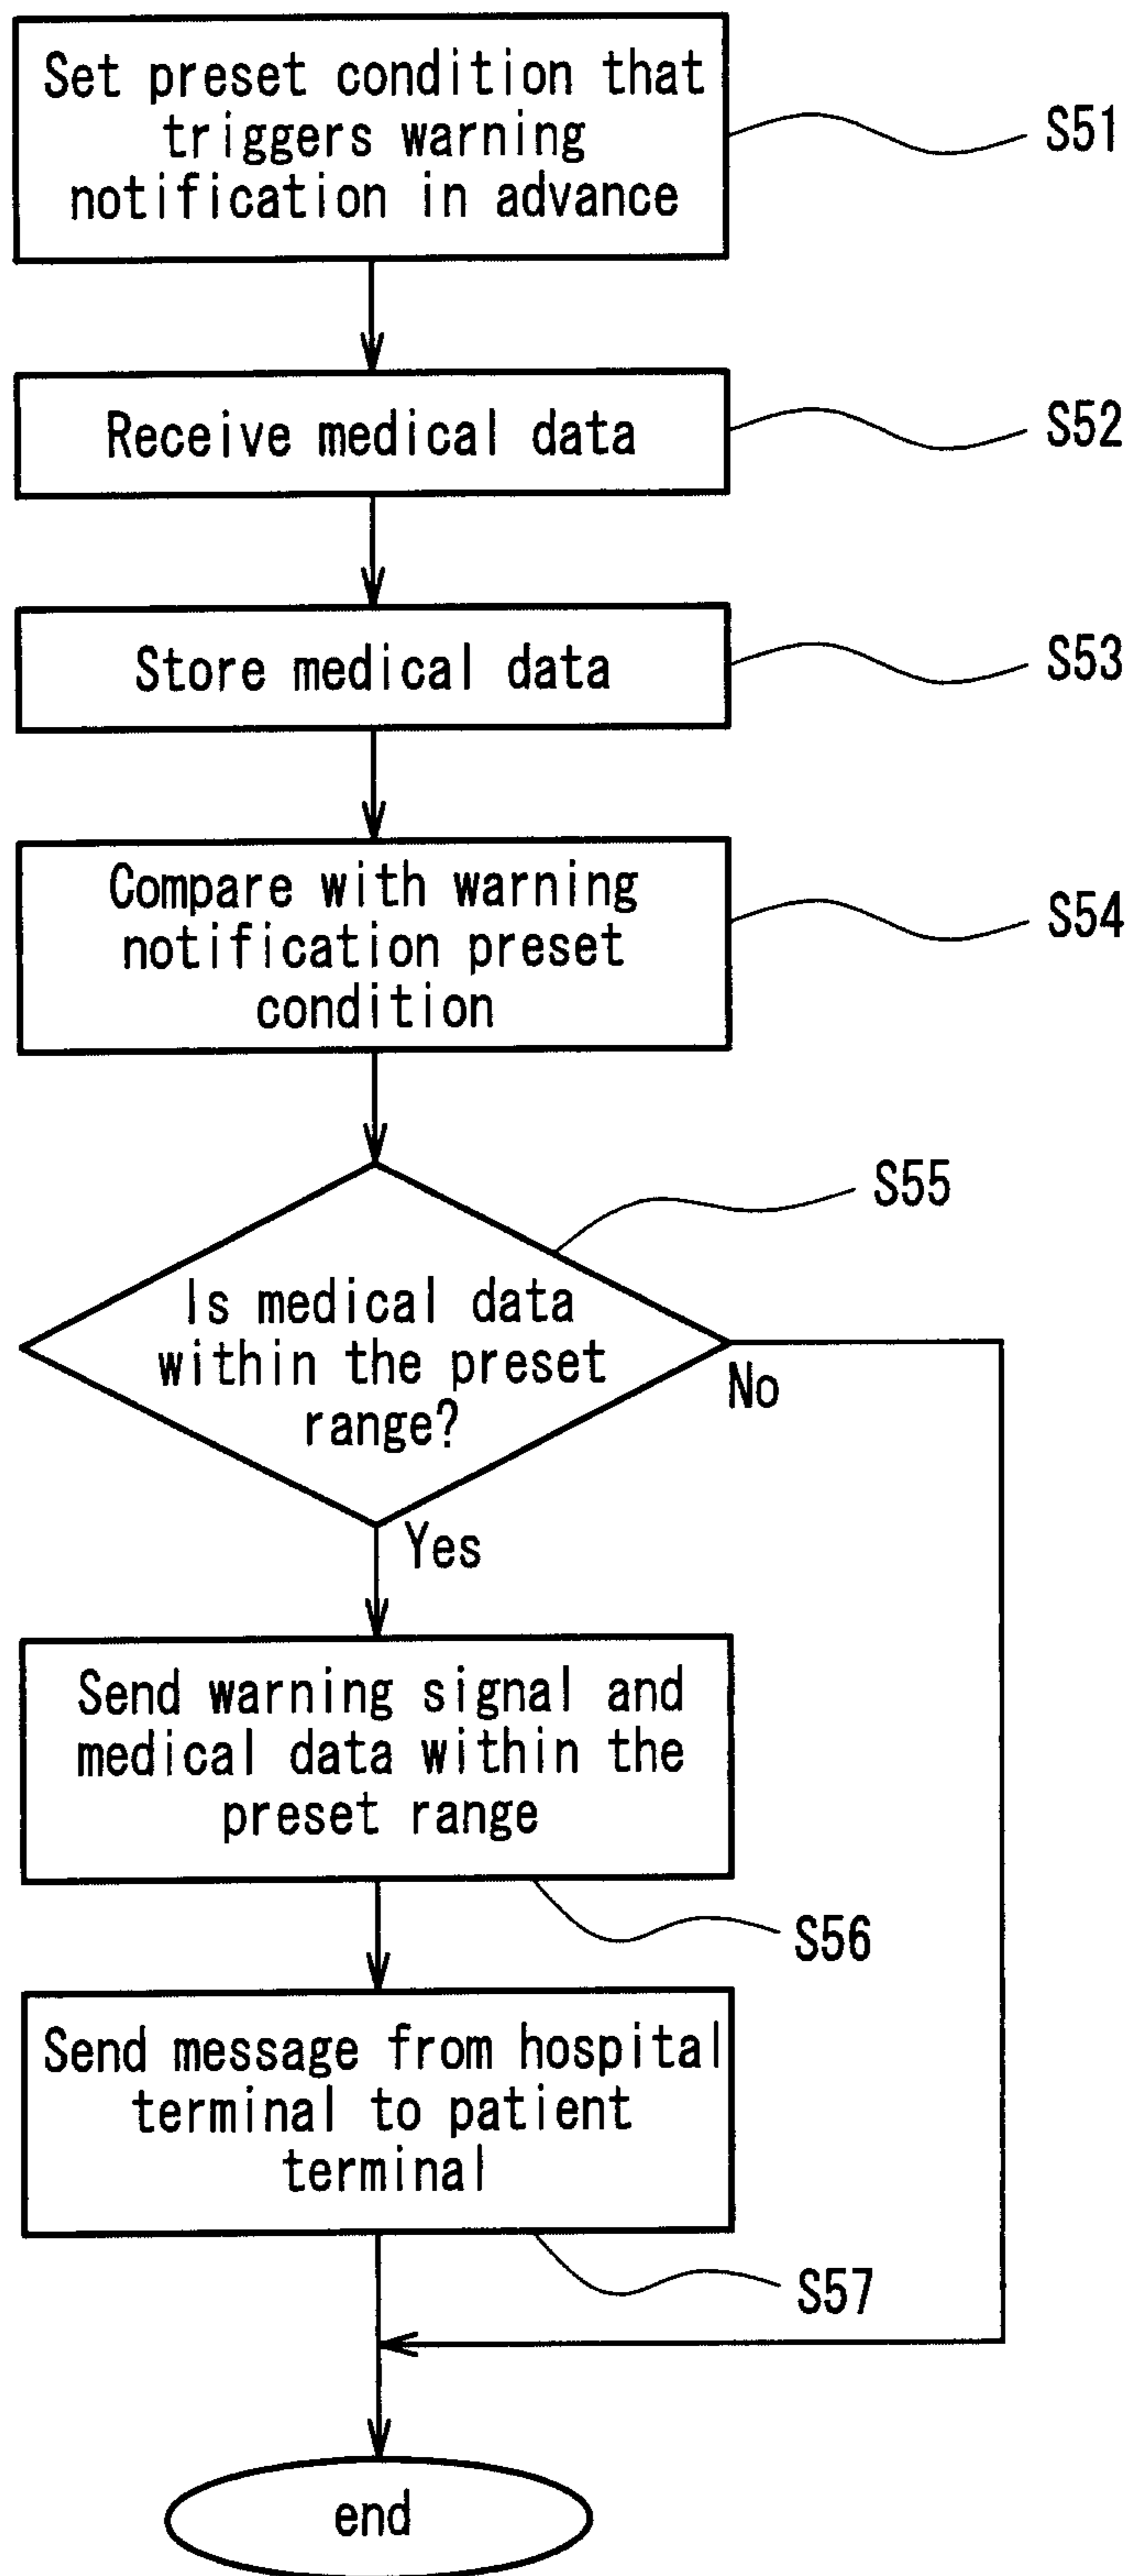 Set preset condition that
triggers warning
notification in advance
S51
Receive medical data
S52
Store medical data
S53
Compare with warning
notification preset
condition
S54
S55
Is medical data
within the preset
range?
No
Yes
Send warning signal and
medical data within the
preset range
S56
Send message from hospital
terminal to patient
terminal
S57
end